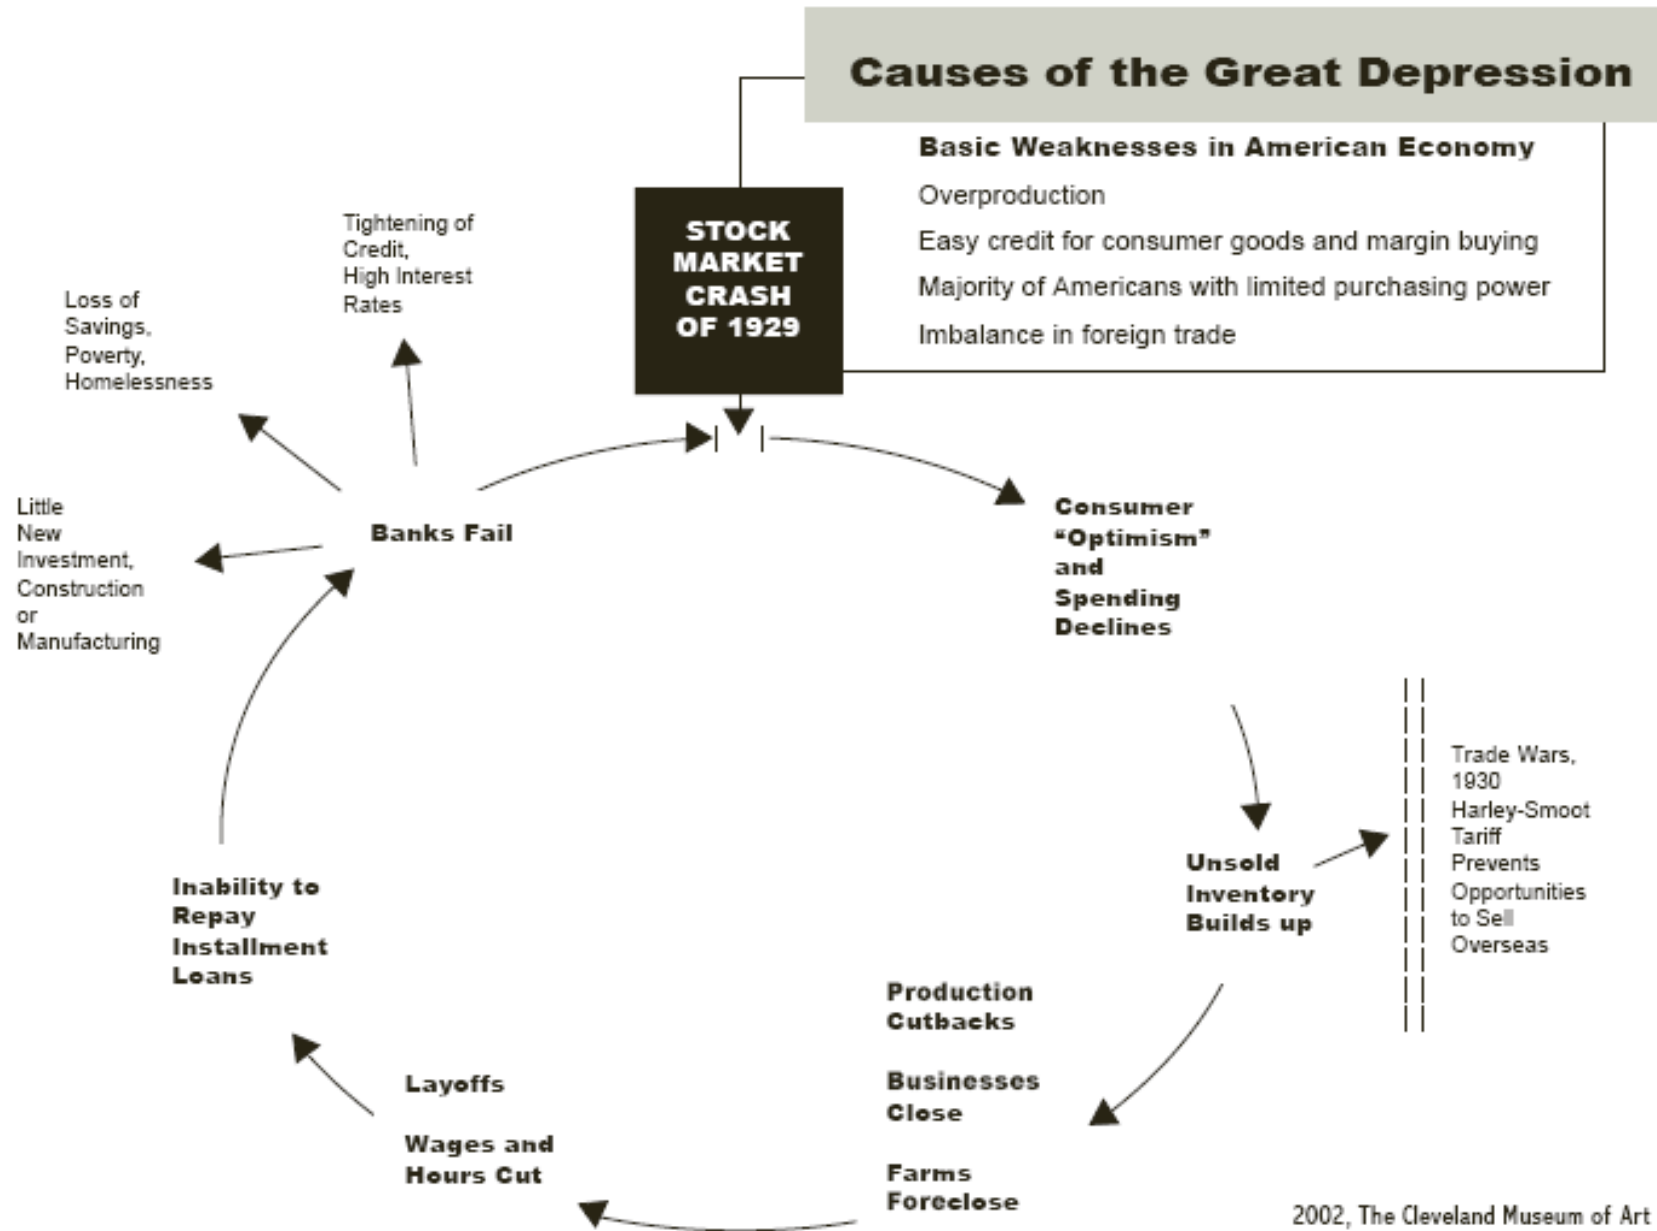 Causes of the Great Depression
Basic Weaknesses in American Economy
Overproduction
Easy credit for consumer goods and margin buying
Majority of Americans with limited purchasing power
Imbalance in foreign trade
STOCK
MARKET
CRASH
OF 1929
Consumer
“Optimism”
and
Spending
Declines
Unsold
Inventory
Builds up
Trade Wars,
1930
Harley-Smoot
Tariff
Prevents
Opportunities
to Sell
Overseas
Production
Cutbacks
Businesses
Close
Farms
Foreclose
Layoffs
Wages and
Hours Cut
Inability to
Repay
Installment
Loans
Banks Fail
Little
New
Investment,
Construction
or
Manufacturing
Loss of
Savings,
Poverty,
Homelessness
Tightening of
Credit,
High Interest
Rates
2002, The Cleveland Museum of Art